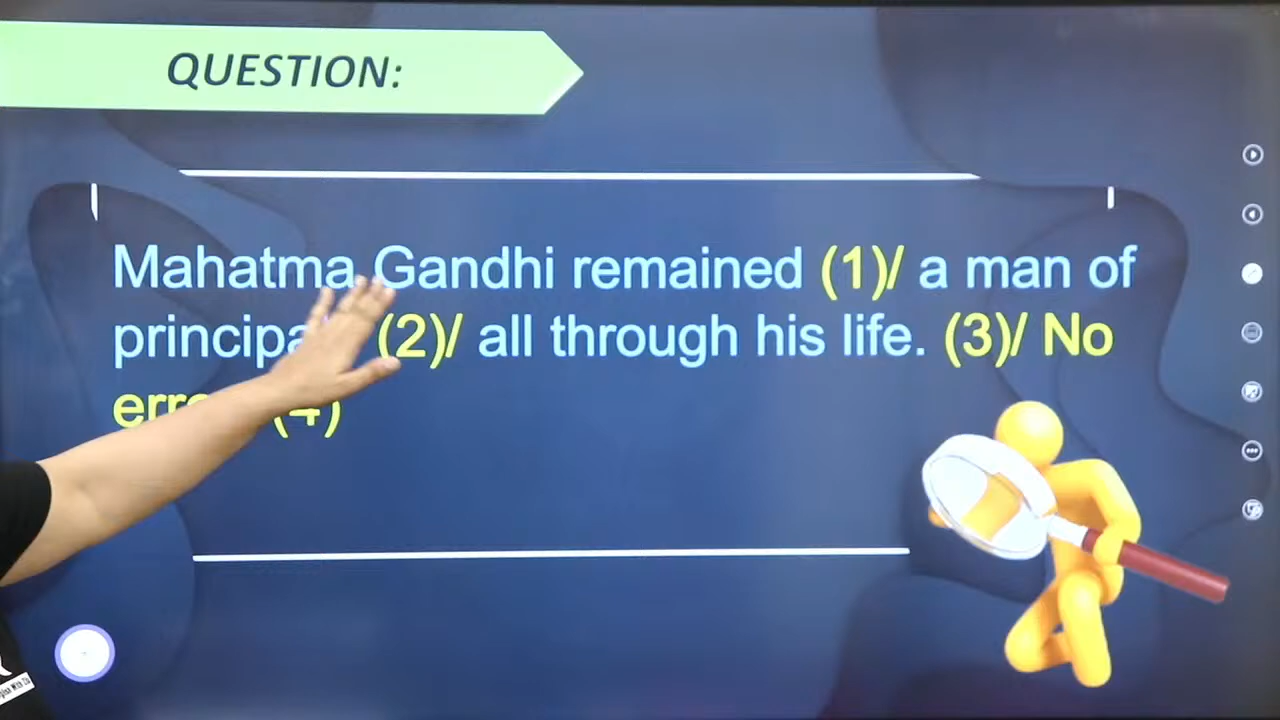 QUESTION:
Mahatma Gandhi remained (1)/ a man of
(2)/ all through his life. (3)/ No
(4)